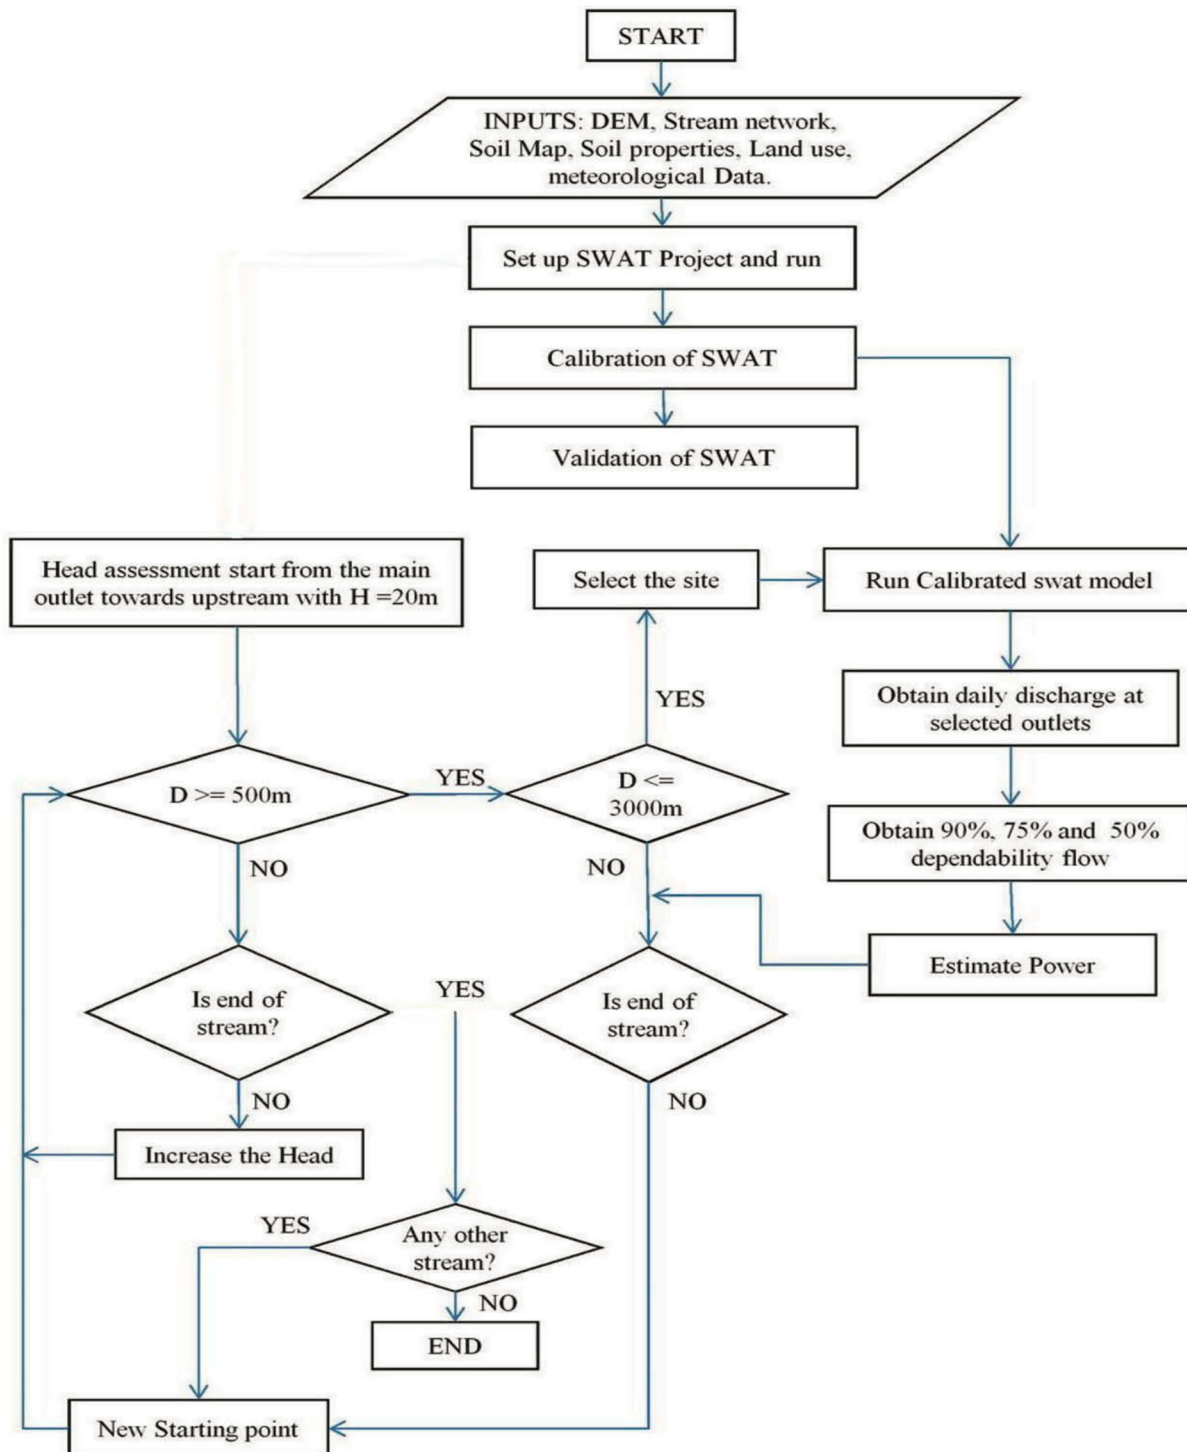 START
INPUTS: DEM, Stream network,
Soil Map, Soil properties, Land use,
meteorological Data.
Set up SWAT Project and run
Calibration of SWAT
Validation of SWAT
Head assessment start from the main
outlet towards upstream with H =20m
Select the site
Run Calibrated swat model
YES
Obtain daily discharge at
selected outlets
D >= 500m
YES
D <=
3000m
NO
NO
Obtain 90%, 75% and 50%
dependability flow
Estimate Power
Is end of
stream?
YES
Is end of
stream?
NO
NO
Increase the Head
YES
Any other
stream?
NO
END
New Starting point